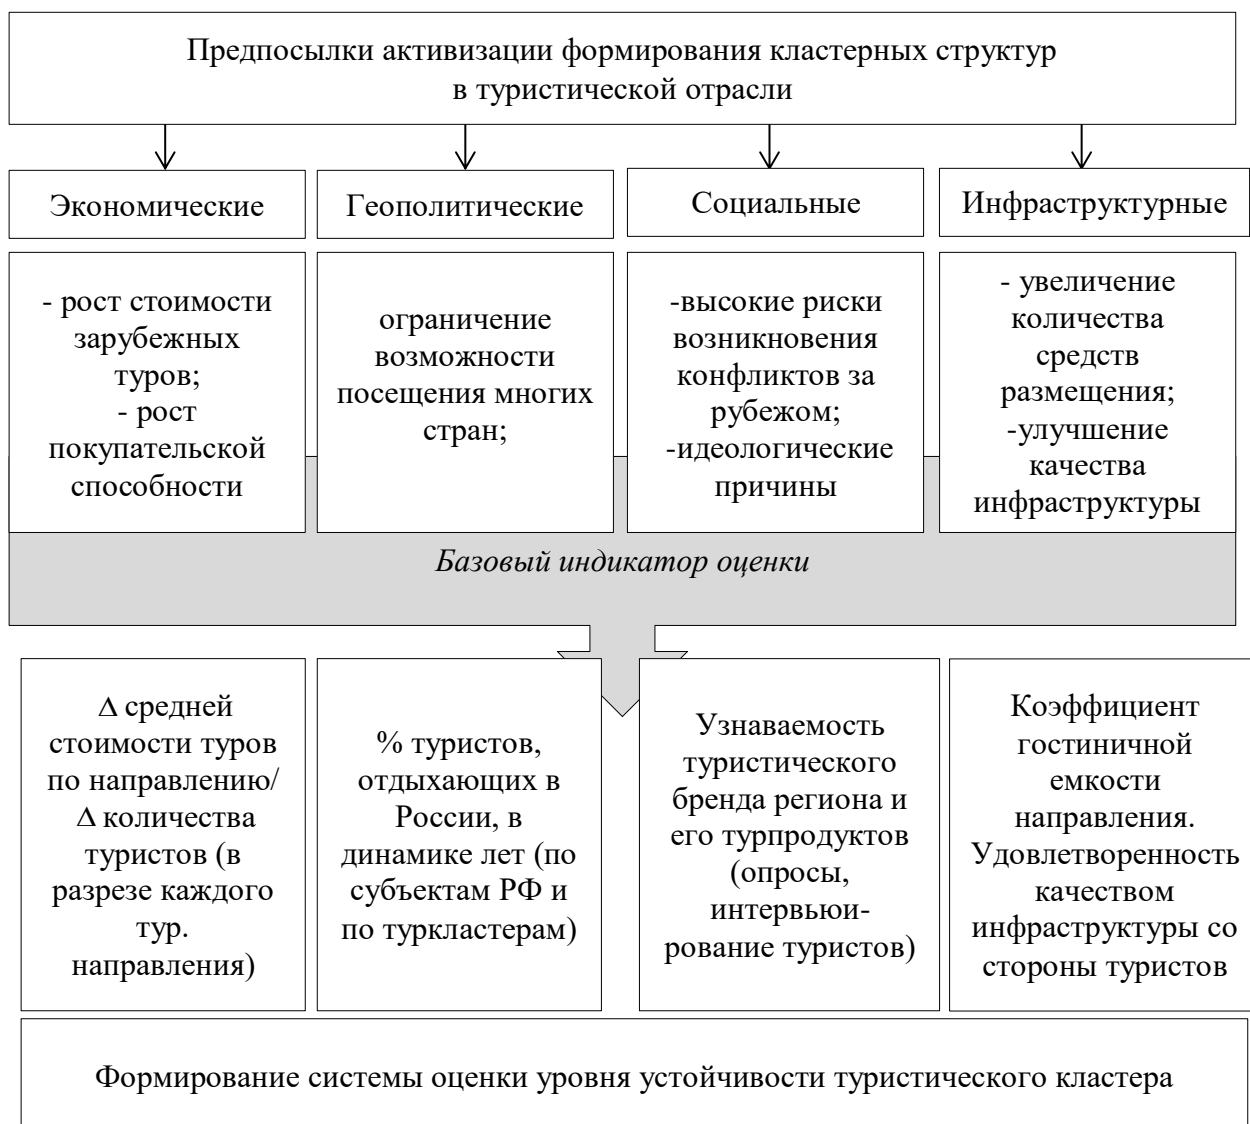 Предпосылки активизации формирования кластерных структур
в туристической отрасли
Экономические
Геополитические
Социальные
Инфраструктурные
- рост стоимости
зарубежных
туров;
- рост
покупательской
способности
ограничение
возможности
посещения многих
стран;
-высокие риски
возникновения
конфликтов за
рубежом;
-идеологические
причины
- увеличение
количества
средств
размещения;
-улучшение
качества
инфраструктуры
Базовый индикатор оценки
Δ средней
стоимости туров
по направлению/
Δ количества
туристов (в
разрезе каждого
тур.
направления)
% туристов,
отдыхающих в
России, в
динамике лет (по
субъектам РФ и
по туркластерам)
Узнаваемость
туристического
бренда региона и
его турпродуктов
(опросы,
интервьюи-
рование туристов)
Коэффициент
гостиничной
емкости
направления.
Удовлетворенность
качеством
инфраструктуры со
стороны туристов
Формирование системы оценки уровня устойчивости туристического кластера